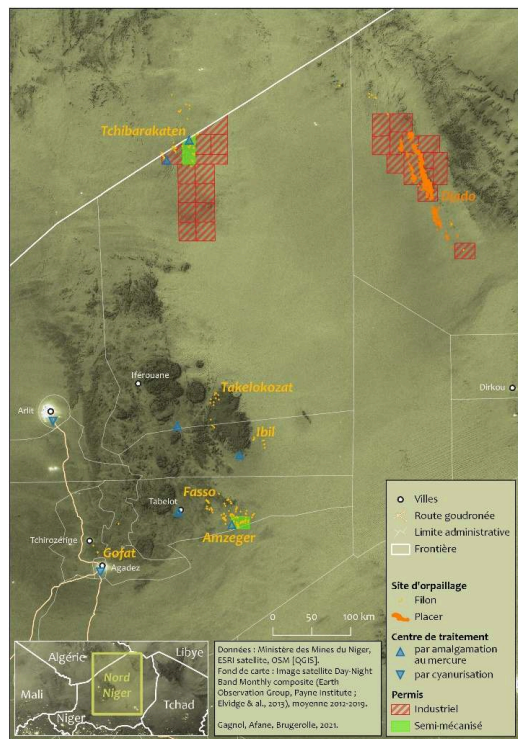 Tchibarakaten
Djado
Iférouane
Takelokozat
Dirkou
Arlit
Ibil
Fasso
Tabelot
Amzeger
Tchirozérine
Gofat
Agadez
0 50 100 km
Villes
Route goudronée
Limite administrative
Frontière
Site d'orpaillage
Filon
Placer
Centre de traitement
par amalgamation
au mercure
par cyanurisation
Permis
Industriel
Semi-mécanisé
Algérie
Libye
Nord
Niger
Mali
Tchad
Niger
Données : Ministère des Mines du Niger,
ESRI satellite, OSM [QGIS].
Fond de carte : Image satellite Day-Night
Band Monthly composite (Earth
Observation Group, Payne Institute ;
Elvidge & al., 2013), moyenne 2012-2019.
Gagnol, Afane, Brugerolle, 2021.